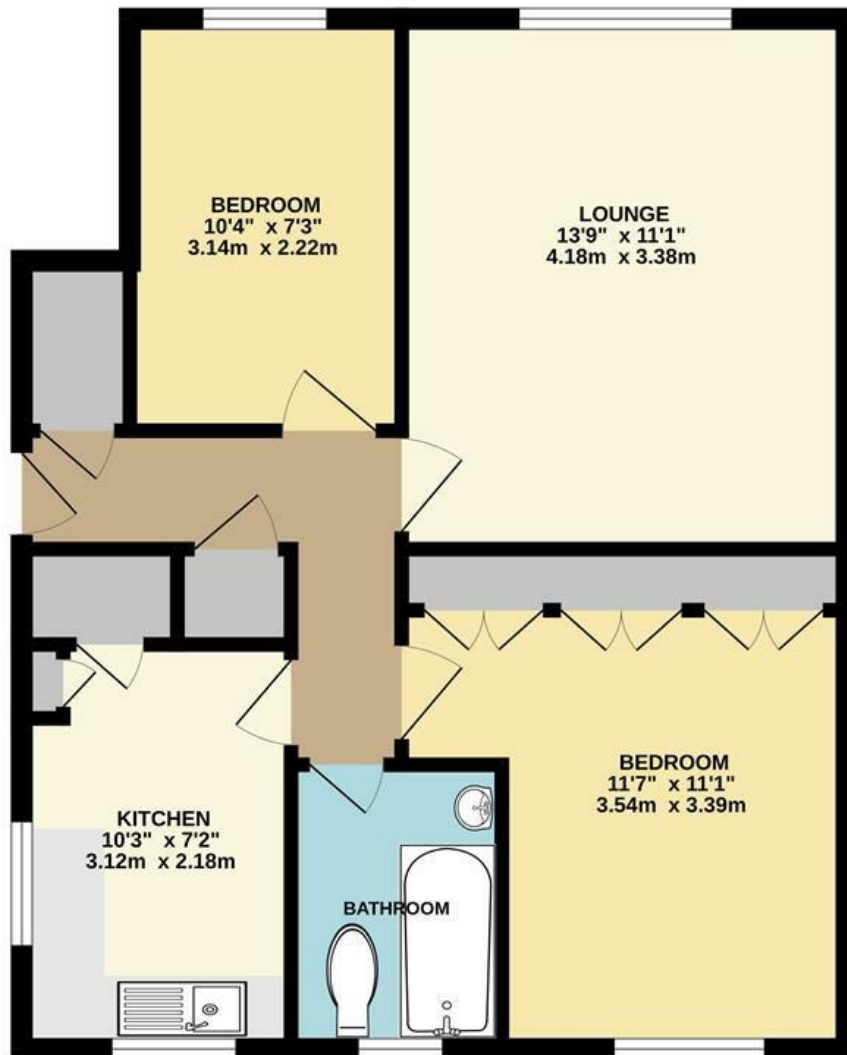 BEDROOM
10'4" x 7'3"
3.14m x 2.22m
LOUNGE
13'9" x 11'1"
4.18m x 3.38m
BEDROOM
11'7" x 11'1"
3.54m x 3.39m
KITCHEN
10'3" x 7'2"
3.12m x 2.18m
BATHROOM